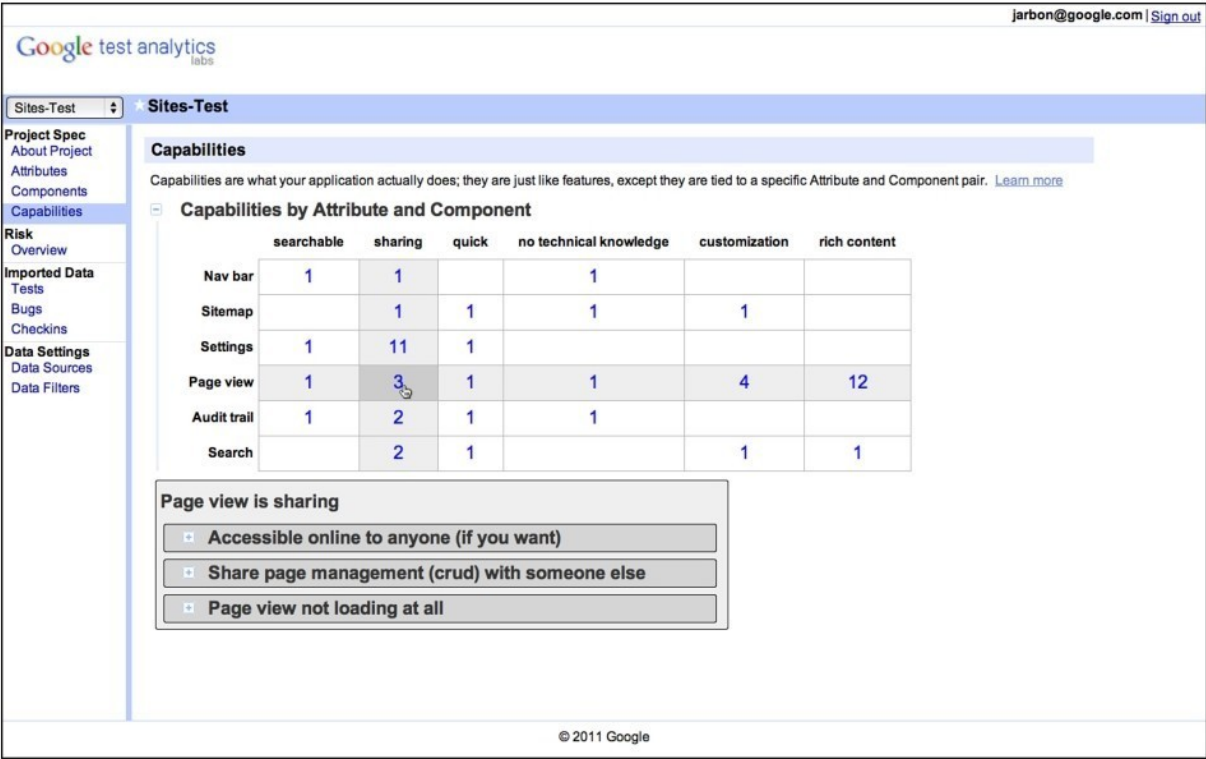 jarbon@google.com | Sign out
Google test analytics
labs
Sites-Test
Sites-Test
Project Spec
About Project
Attributes
Components
Capabilities
Risk
Overview
Imported Data
Tests
Bugs
Checkins
Data Settings
Data Sources
Data Filters
Capabilities
Capabilities are what your application actually does; they are just like features, except they are tied to a specific Attribute and Component pair. Learn more
Capabilities by Attribute and Component
searchable sharing quick no technical knowledge customization rich content
Nav bar 1 1 1
Sitemap 1 1 1 1
Settings 1 11 1
Page view 1 3 1 1 4 12
Audit trail 1 2 1 1
Search 2 1 1 1
Page view is sharing
Accessible online to anyone (if you want)
Share page management (crud) with someone else
Page view not loading at all
© 2011 Google